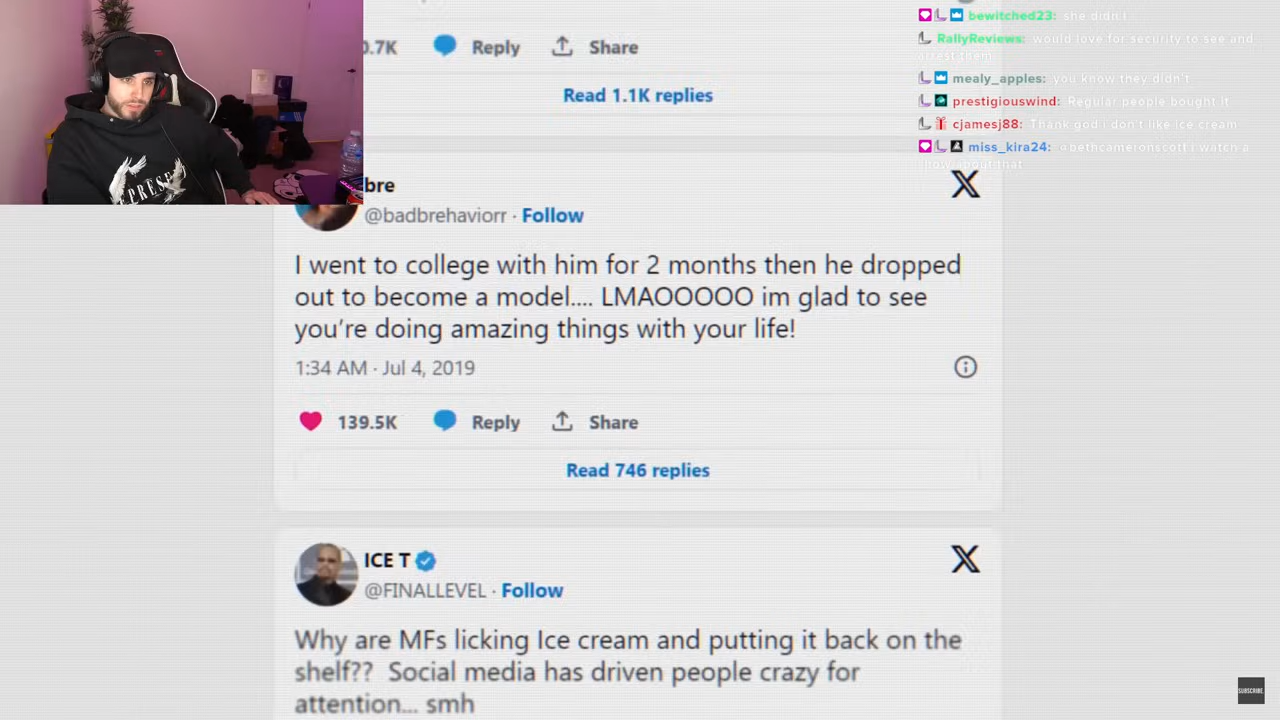 0.7K Reply Share
Read 1.1K replies
bre
@badbrehaviorr · Follow
I went to college with him for 2 months then he dropped
out to become a model.... LMAOOOOO im glad to see
you're doing amazing things with your life!
1:34 AM · Jul 4, 2019
139.5K Reply Share
Read 746 replies
ICE T
@FINALLEVEL · Follow
Why are MFs licking Ice cream and putting it back on the
shelf?? Social media has driven people crazy for
attention... smh
bewitched23: she didn't
RallyReviews: would love for security to see and
arrest them
mealy_apples: you know they didn't
prestigiouswind: Regular people bought it
cjamesj88: Thank god i don't like ice cream
miss_kira24: @bethcameronscott i watch a
show about that
SUBSCRIBE